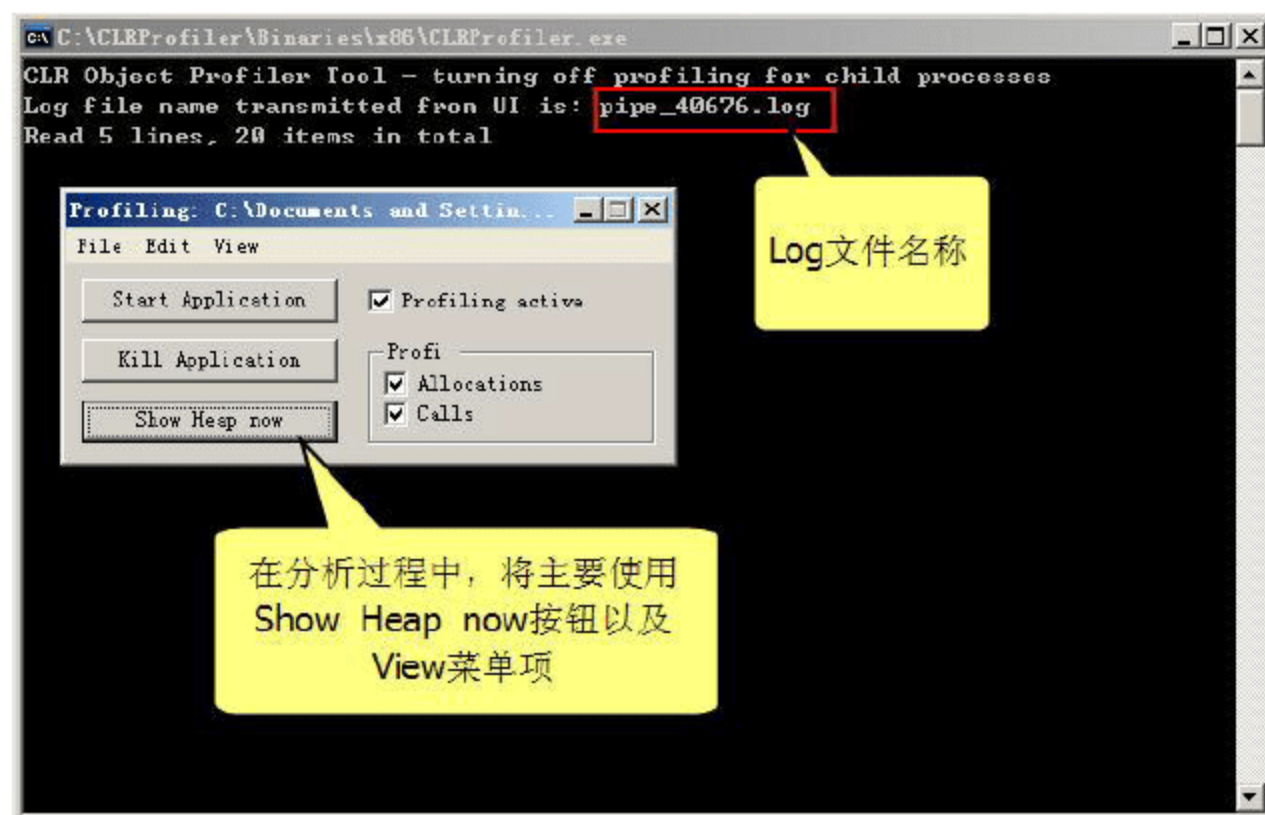 C:\CLRProfiler\Binaries\x86\CLRProfiler.exe
CLR Object Profiler Tool - turning off profiling for child processes
Log file name transmitted from UI is: pipe_40676.log
Read 5 lines, 20 items in total
Log文件名称
Profiling: C:\Documents and Settin...
File Edit View
Start Application
Profiling active
Kill Application
Profi
Allocations
Show Heap now
Calls
在分析过程中，将主要使用
Show Heap now按钮以及
View菜单项